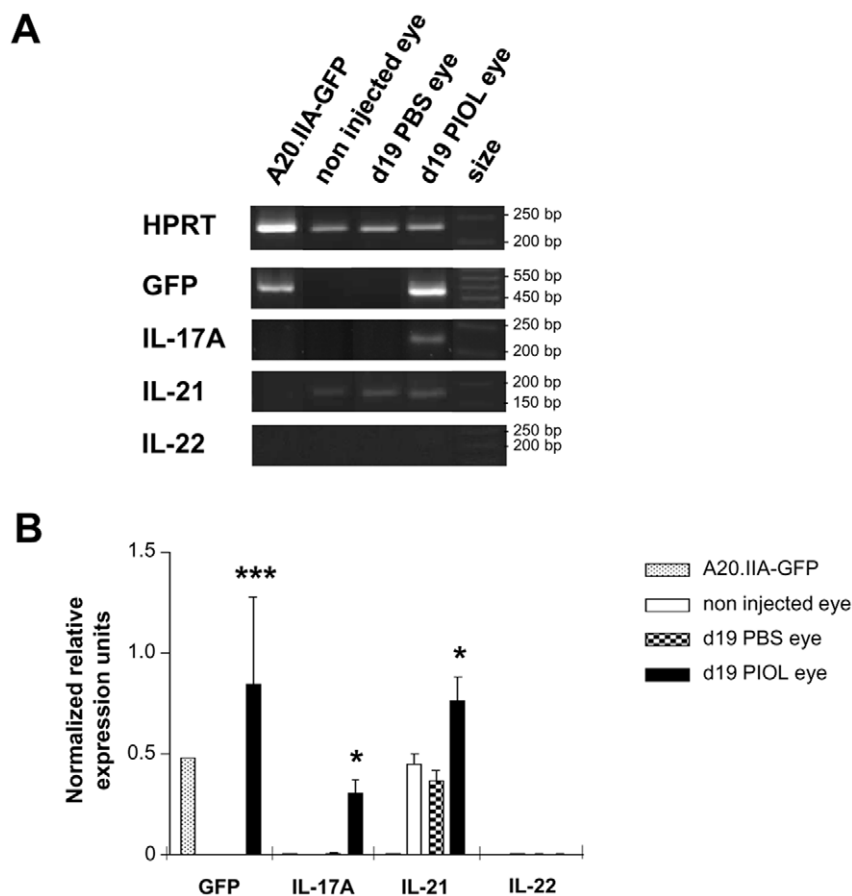 A
A20.IIA-GFP
non injected eye
d19 PBS eye
d19 PIOL eye
size
HPRT
250 bp
200 bp
GFP
550 bp
450 bp
IL-17A
250 bp
200 bp
IL-21
200 bp
150 bp
IL-22
250 bp
200 bp
B
Normalized relative
expression units
1.5
1.0
0.5
0
***
*
*
GFP
IL-17A
IL-21
IL-22
A20.IIA-GFP
non injected eye
d19 PBS eye
d19 PIOL eye